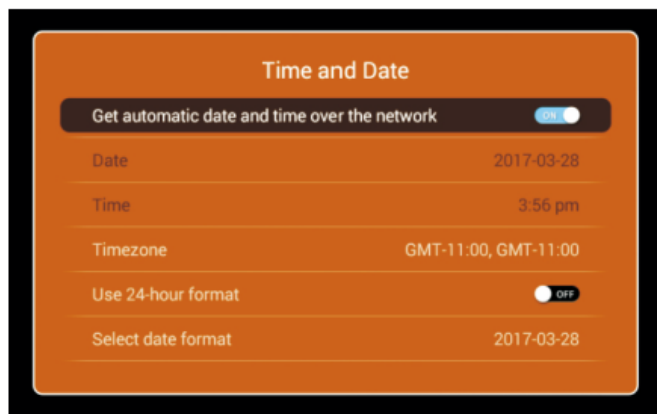 Time and Date
Get automatic date and time over the network ON
Date 2017-03-28
Time 3:56 pm
Timezone GMT-11:00, GMT-11:00
Use 24-hour format OFF
Select date format 2017-03-28